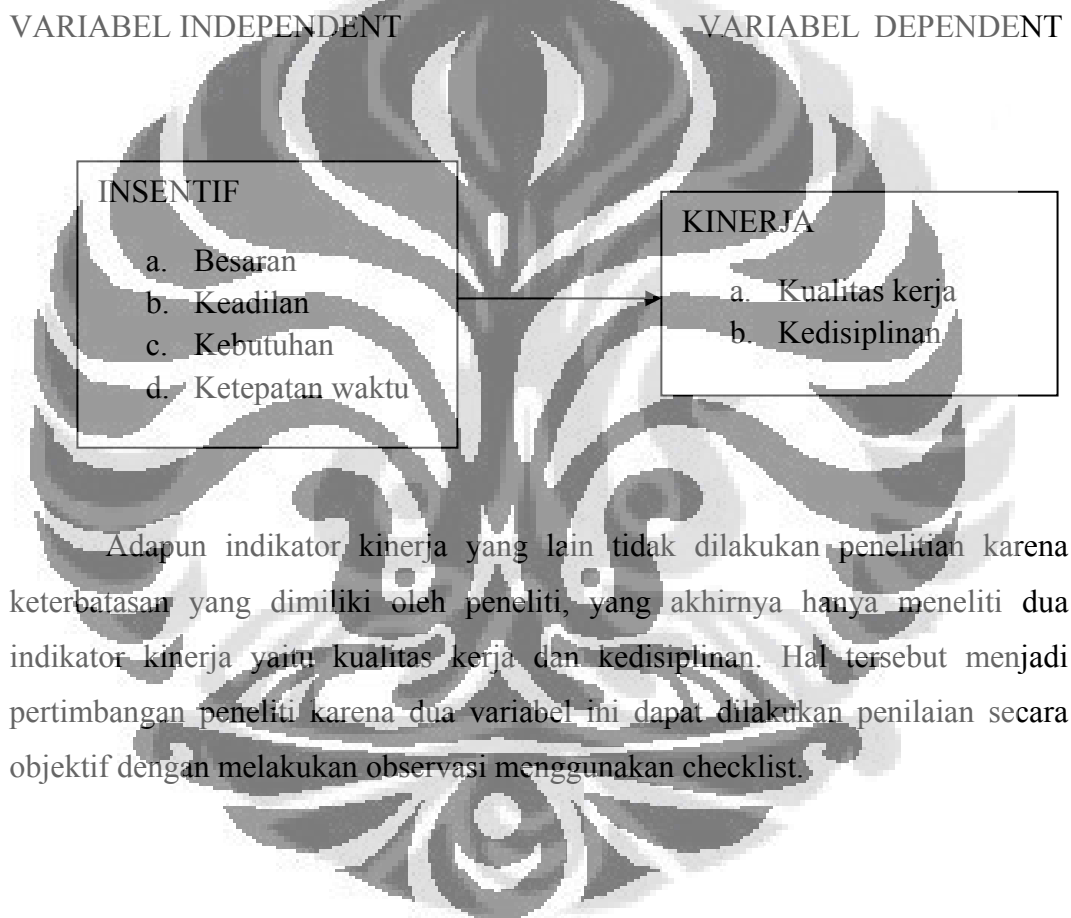 VARIABEL INDEPENDENT
VARIABEL DEPENDENT
INSENTIF
a. Besaran
b. Keadilan
c. Kebutuhan
d. Ketepatan waktu
KINERJA
a. Kualitas kerja
b. Kedisiplinan
Adapun indikator kinerja yang lain tidak dilakukan penelitian karena
keterbatasan yang dimiliki oleh peneliti, yang akhirnya hanya meneliti dua
indikator kinerja yaitu kualitas kerja dan kedisiplinan. Hal tersebut menjadi
pertimbangan peneliti karena dua variabel ini dapat dilakukan penilaian secara
objektif dengan melakukan observasi menggunakan checklist.